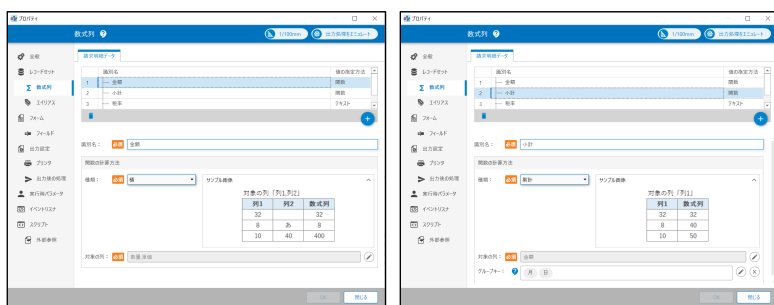 プロパティ
数式列
1/100mm
出力処理をエミュレート
全般
レコードセット
数式列
エイリアス
フォーム
フィールド
出力設定
プリンタ
出力後の処理
実行時パラメータ
イベントリスナ
スクリプト
外部参照
請求明細データ
識別名 値の設定方法
1 金額 関数
2 小計 関数
3 税率 テキスト
識別名： 必須 金額
関数の計算方法
種類： 必須 積
サンプル画像
対象の列「列1,列2」
列1 列2 数式列
32 32
8 あ 8
10 40 400
対象の列： 必須 数量,単価
OK 閉じる
プロパティ
数式列
1/100mm
出力処理をエミュレート
全般
レコードセット
数式列
エイリアス
フォーム
フィールド
出力設定
プリンタ
出力後の処理
実行時パラメータ
イベントリスナ
スクリプト
外部参照
請求明細データ
識別名 値の設定方法
1 金額 関数
2 小計 関数
3 税率 テキスト
識別名： 必須 小計
関数の計算方法
種類： 必須 累計
サンプル画像
対象の列「列1」
列1 数式列
32 32
8 40
10 50
対象の列： 必須 金額
グループキー： 月 日
OK 閉じる